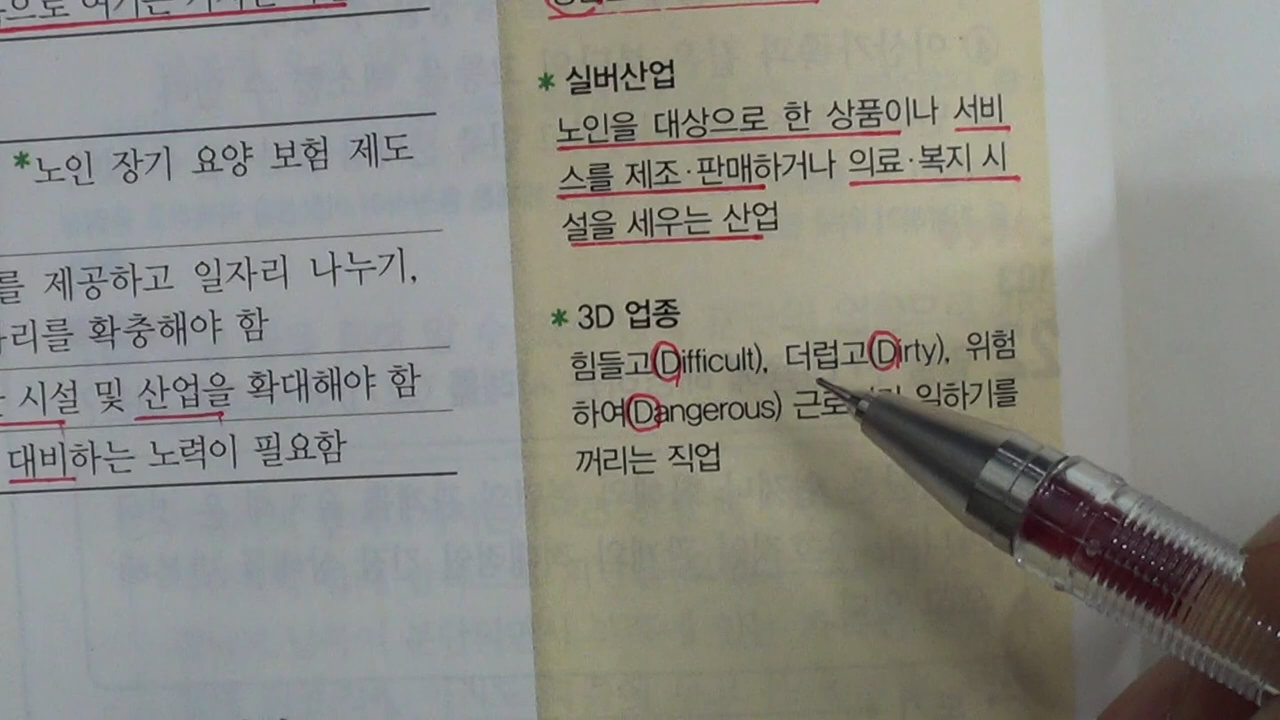 *노인 장기 요양 보험 제도
를 제공하고 일자리 나누기,
리를 확충해야 함
시설 및 산업을 확대해야 함
대비하는 노력이 필요함
* 실버산업
노인을 대상으로 한 상품이나 서비
스를 제조·판매하거나 의료·복지 시
설을 세우는 산업
* 3D 업종
힘들고(Difficult), 더럽고(Dirty), 위험
하여(Dangerous) 일하기를
꺼리는 직업